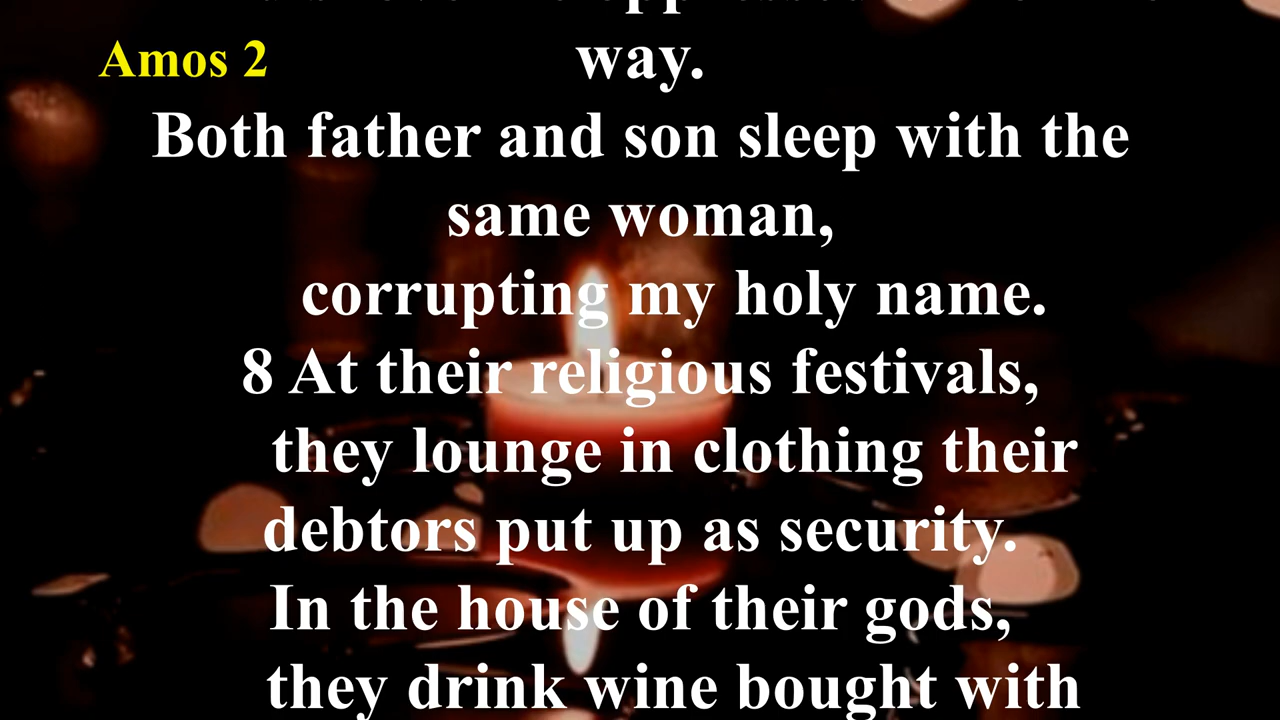 Amos 2
way.
Both father and son sleep with the
same woman,
corrupting my holy name.
8 At their religious festivals,
they lounge in clothing their
debtors put up as security.
In the house of their gods,
they drink wine bought with